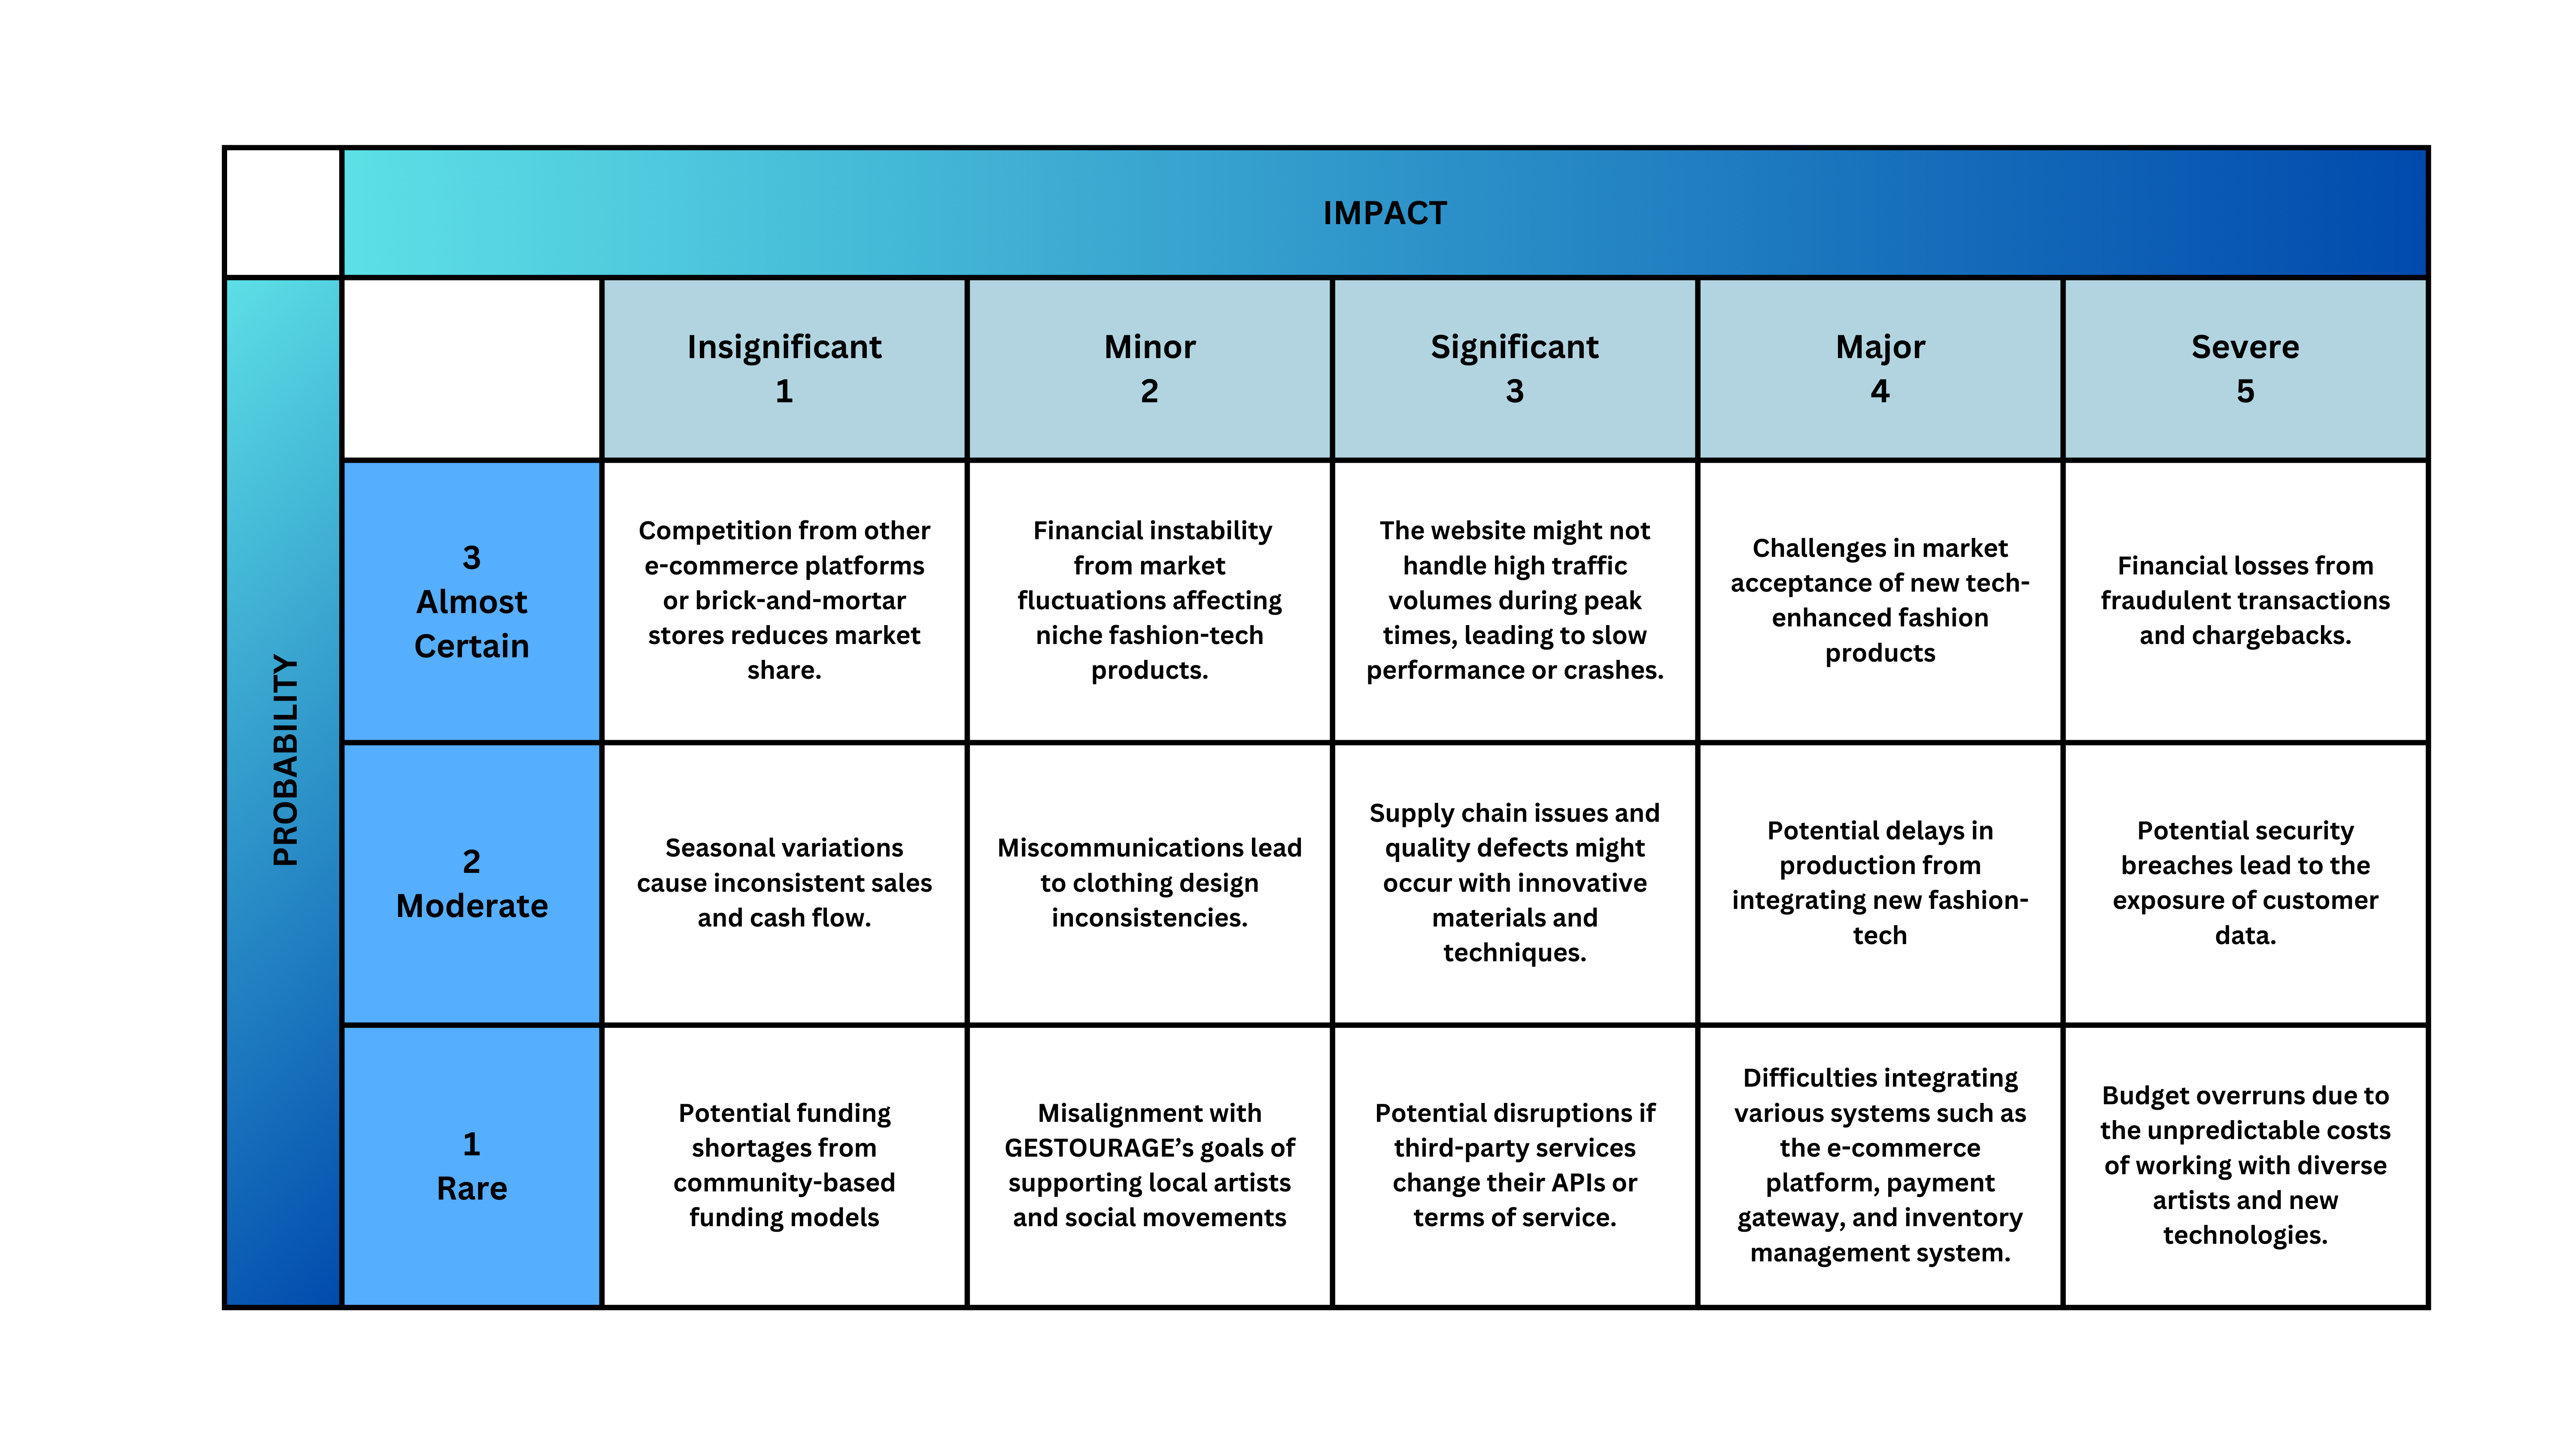 IMPACT
PROBABILITY
Insignificant
1
Minor
2
Significant
3
Major
4
Severe
5
3
Almost
Certain
Competition from other
e-commerce platforms
or brick-and-mortar
stores reduces market
share.
Financial instability
from market
fluctuations affecting
niche fashion-tech
products.
The website might not
handle high traffic
volumes during peak
times, leading to slow
performance or crashes.
Challenges in market
acceptance of new tech-
enhanced fashion
products
Financial losses from
fraudulent transactions
and chargebacks.
2
Moderate
Seasonal variations
cause inconsistent sales
and cash flow.
Miscommunications lead
to clothing design
inconsistencies.
Supply chain issues and
quality defects might
occur with innovative
materials and
techniques.
Potential delays in
production from
integrating new fashion-
tech
Potential security
breaches lead to the
exposure of customer
data.
1
Rare
Potential funding
shortages from
community-based
funding models
Misalignment with
GESTOURAGE’s goals of
supporting local artists
and social movements
Potential disruptions if
third-party services
change their APIs or
terms of service.
Difficulties integrating
various systems such as
the e-commerce
platform, payment
gateway, and inventory
management system.
Budget overruns due to
the unpredictable costs
of working with diverse
artists and new
technologies.